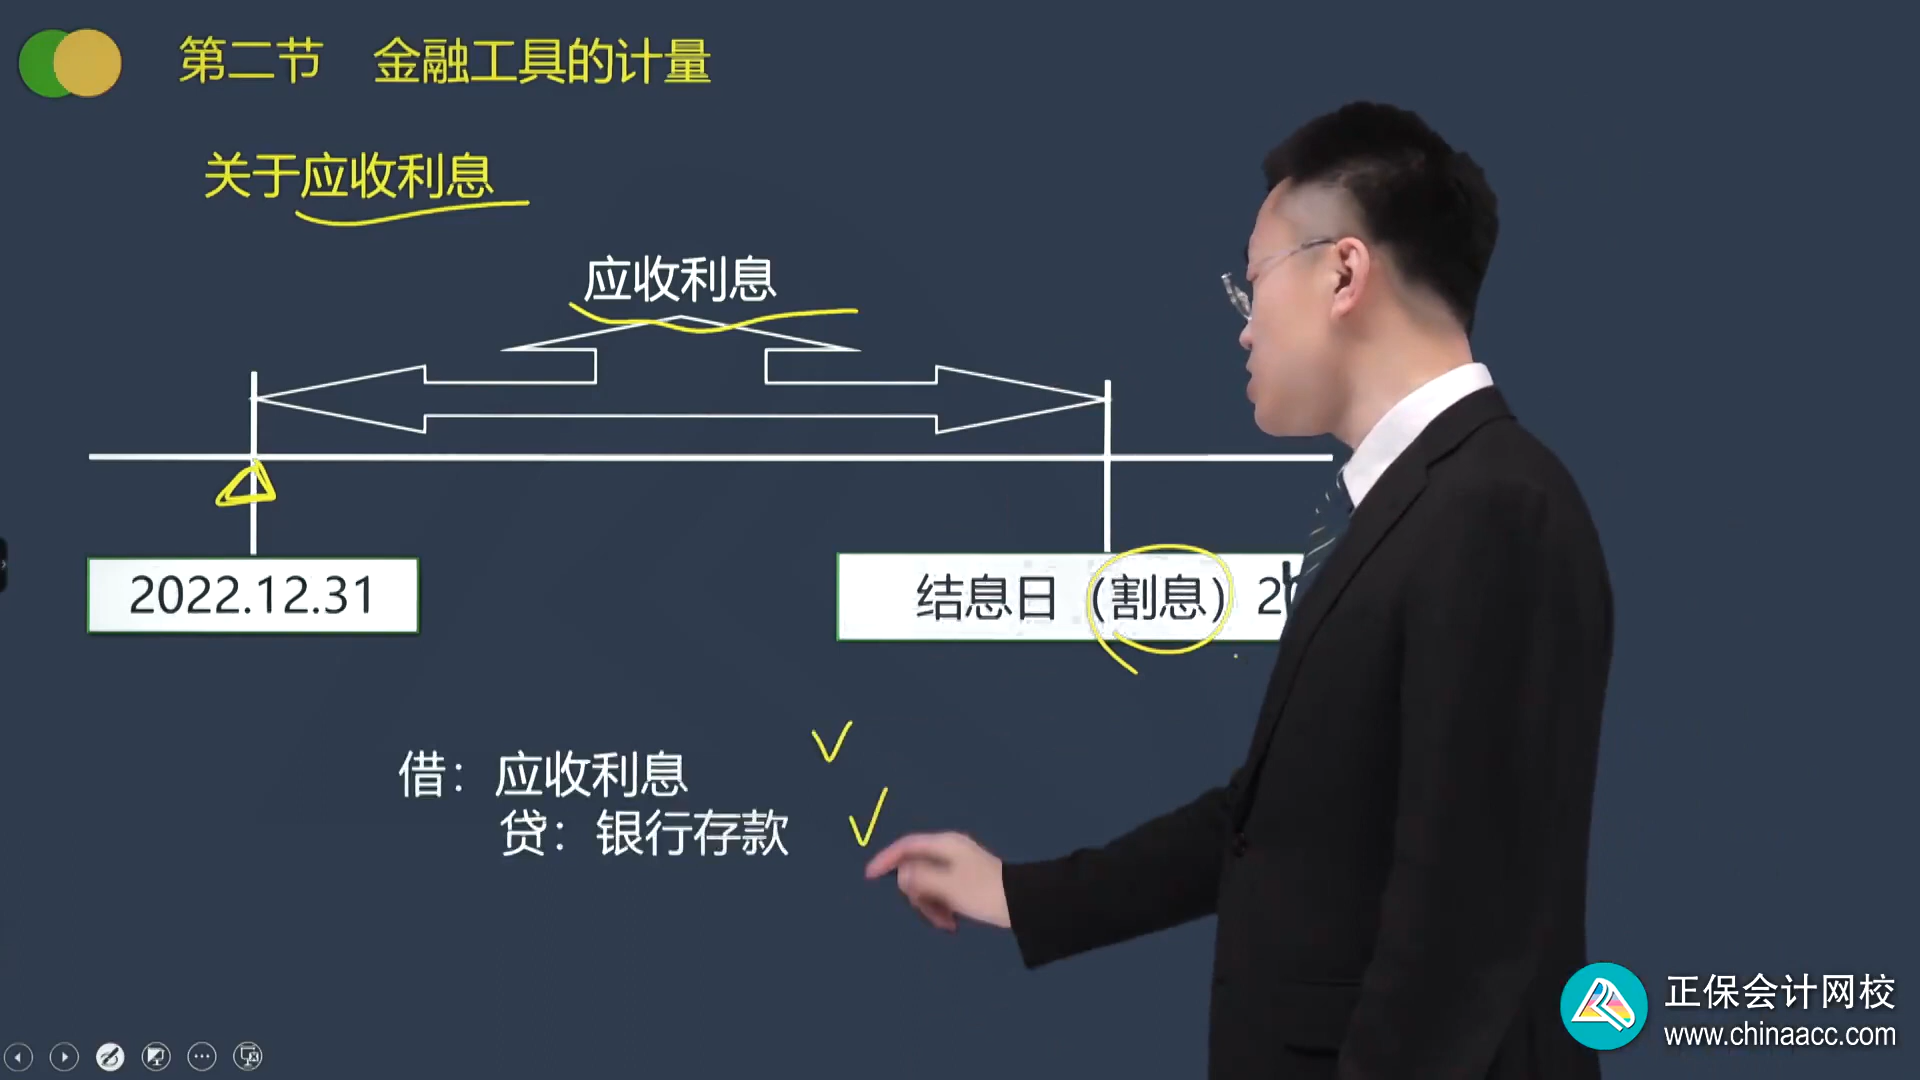 第二节 金融工具的计量
关于应收利息
应收利息
2022.12.31
结息日（割息）
借：应收利息
贷：银行存款
正保会计网校
www.chinaacc.com